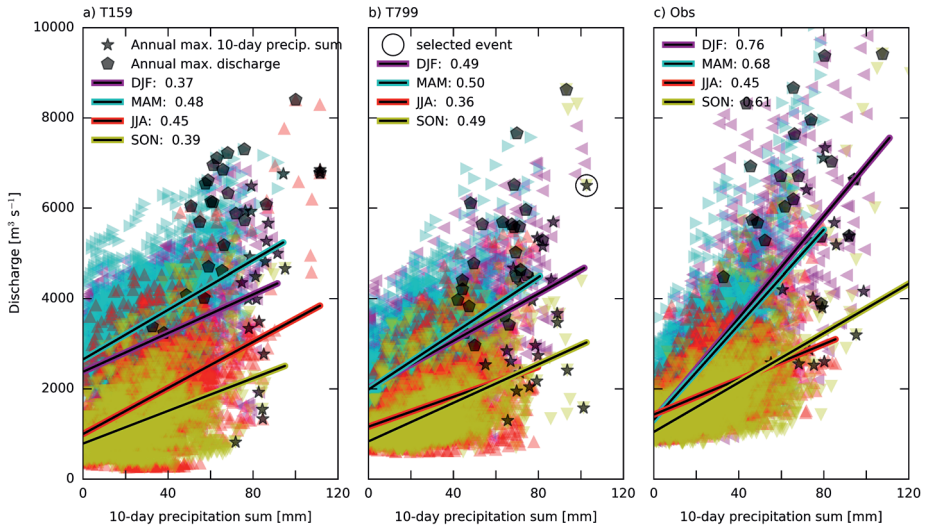 a) T159
b) T799
c) Obs
10000
8000
6000
4000
2000
0
Discharge [m³ s⁻¹]
Annual max. 10-day precip. sum
Annual max. discharge
DJF: 0.37
MAM: 0.48
JJA: 0.45
SON: 0.39
selected event
DJF: 0.49
MAM: 0.50
JJA: 0.36
SON: 0.49
DJF: 0.76
MAM: 0.68
JJA: 0.45
SON: 0.61
0 40 80 120
0 40 80 120
0 40 80 120
10-day precipitation sum [mm]
10-day precipitation sum [mm]
10-day precipitation sum [mm]